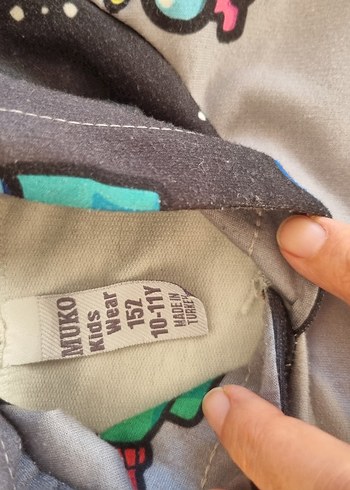 MUKO
Kids
Wear
152
10-11Y
MADE IN
TURKEY